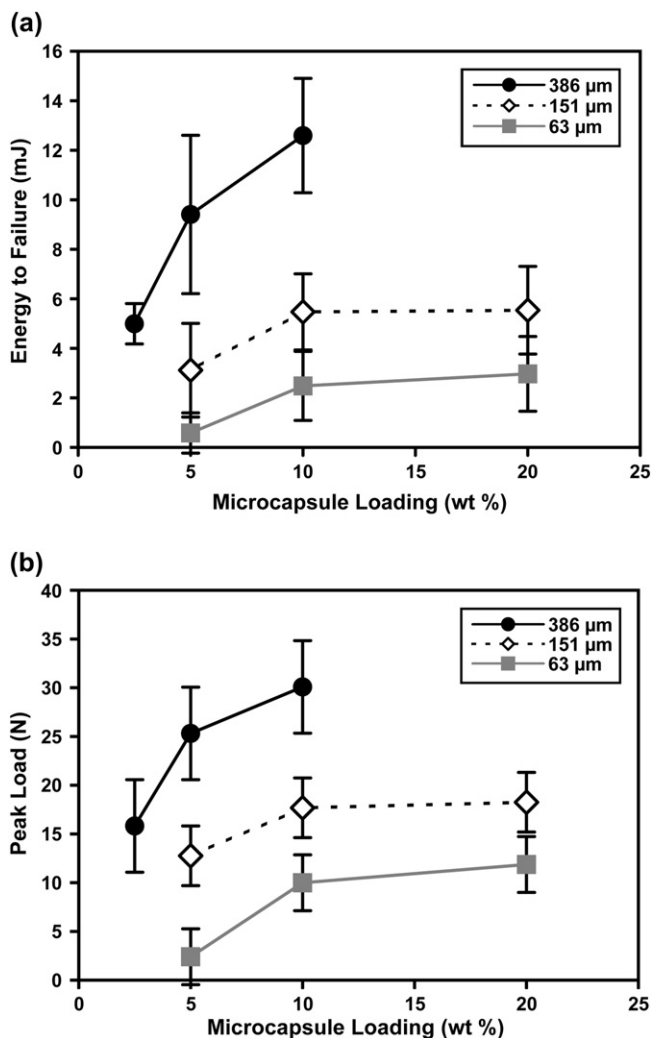 (a)
16
14
12
10
8
6
4
2
0
Energy to Failure (mJ)
386 µm
151 µm
63 µm
0 5 10 15 20 25
Microcapsule Loading (wt %)
(b)
40
35
30
25
20
15
10
5
0
Peak Load (N)
386 µm
151 µm
63 µm
0 5 10 15 20 25
Microcapsule Loading (wt %)